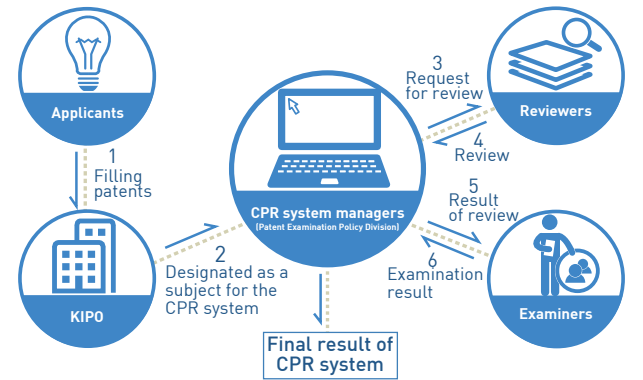 Applicants
1
Filling
patents
KIPO
2
Designated as a
subject for the
CPR system
CPR system managers
(Patent Examination Policy Division)
3
Request
for review
Reviewers
4
Review
5
Result
of review
6
Examination
result
Examiners
Final result of
CPR system